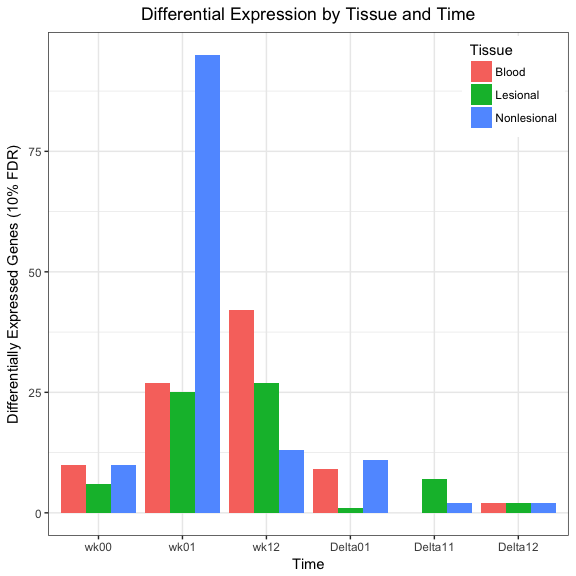 Differential Expression by Tissue and Time
Tissue
Blood
Lesional
Nonlesional
Differentially Expressed Genes (10% FDR)
75
50
25
0
wk00 wk01 wk12 Delta01 Delta11 Delta12
Time